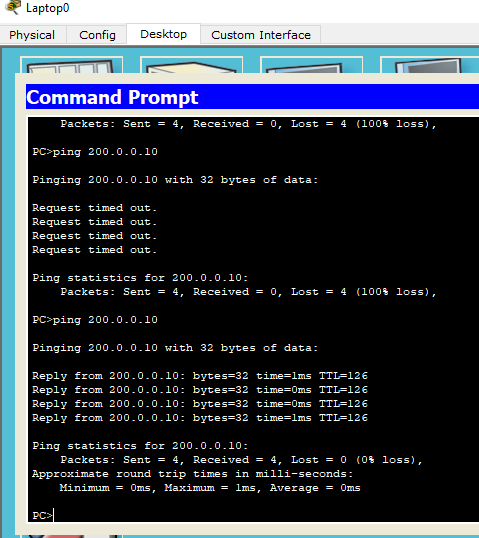 Laptop0
Physical Config Desktop Custom Interface
Command Prompt
Packets: Sent = 4, Received = 0, Lost = 4 (100% loss),
PC>ping 200.0.0.10
Pinging 200.0.0.10 with 32 bytes of data:
Request timed out.
Request timed out.
Request timed out.
Request timed out.
Ping statistics for 200.0.0.10:
Packets: Sent = 4, Received = 0, Lost = 4 (100% loss),
PC>ping 200.0.0.10
Pinging 200.0.0.10 with 32 bytes of data:
Reply from 200.0.0.10: bytes=32 time=1ms TTL=126
Reply from 200.0.0.10: bytes=32 time=0ms TTL=126
Reply from 200.0.0.10: bytes=32 time=0ms TTL=126
Reply from 200.0.0.10: bytes=32 time=1ms TTL=126
Ping statistics for 200.0.0.10:
Packets: Sent = 4, Received = 4, Lost = 0 (0% loss),
Approximate round trip times in milli-seconds:
Minimum = 0ms, Maximum = 1ms, Average = 0ms
PC>